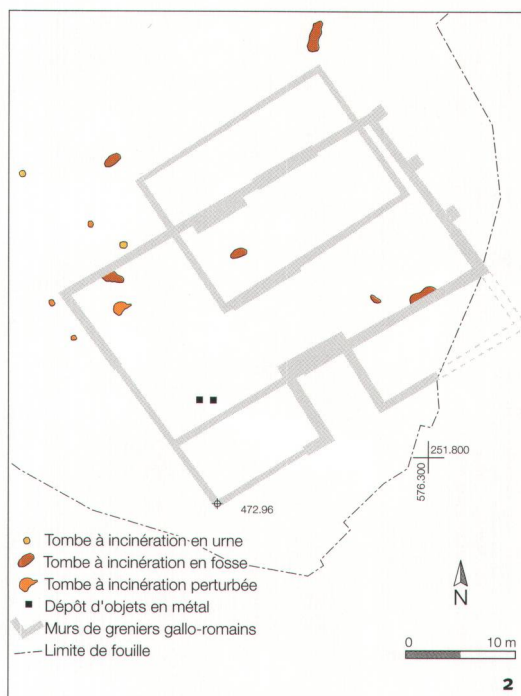 251.800
576.300
472.96
Tombe à incinération en urne
Tombe à incinération en fosse
Tombe à incinération perturbée
Dépôt d'objets en métal
Murs de greniers gallo-romains
Limite de fouille
N
0 10 m
2